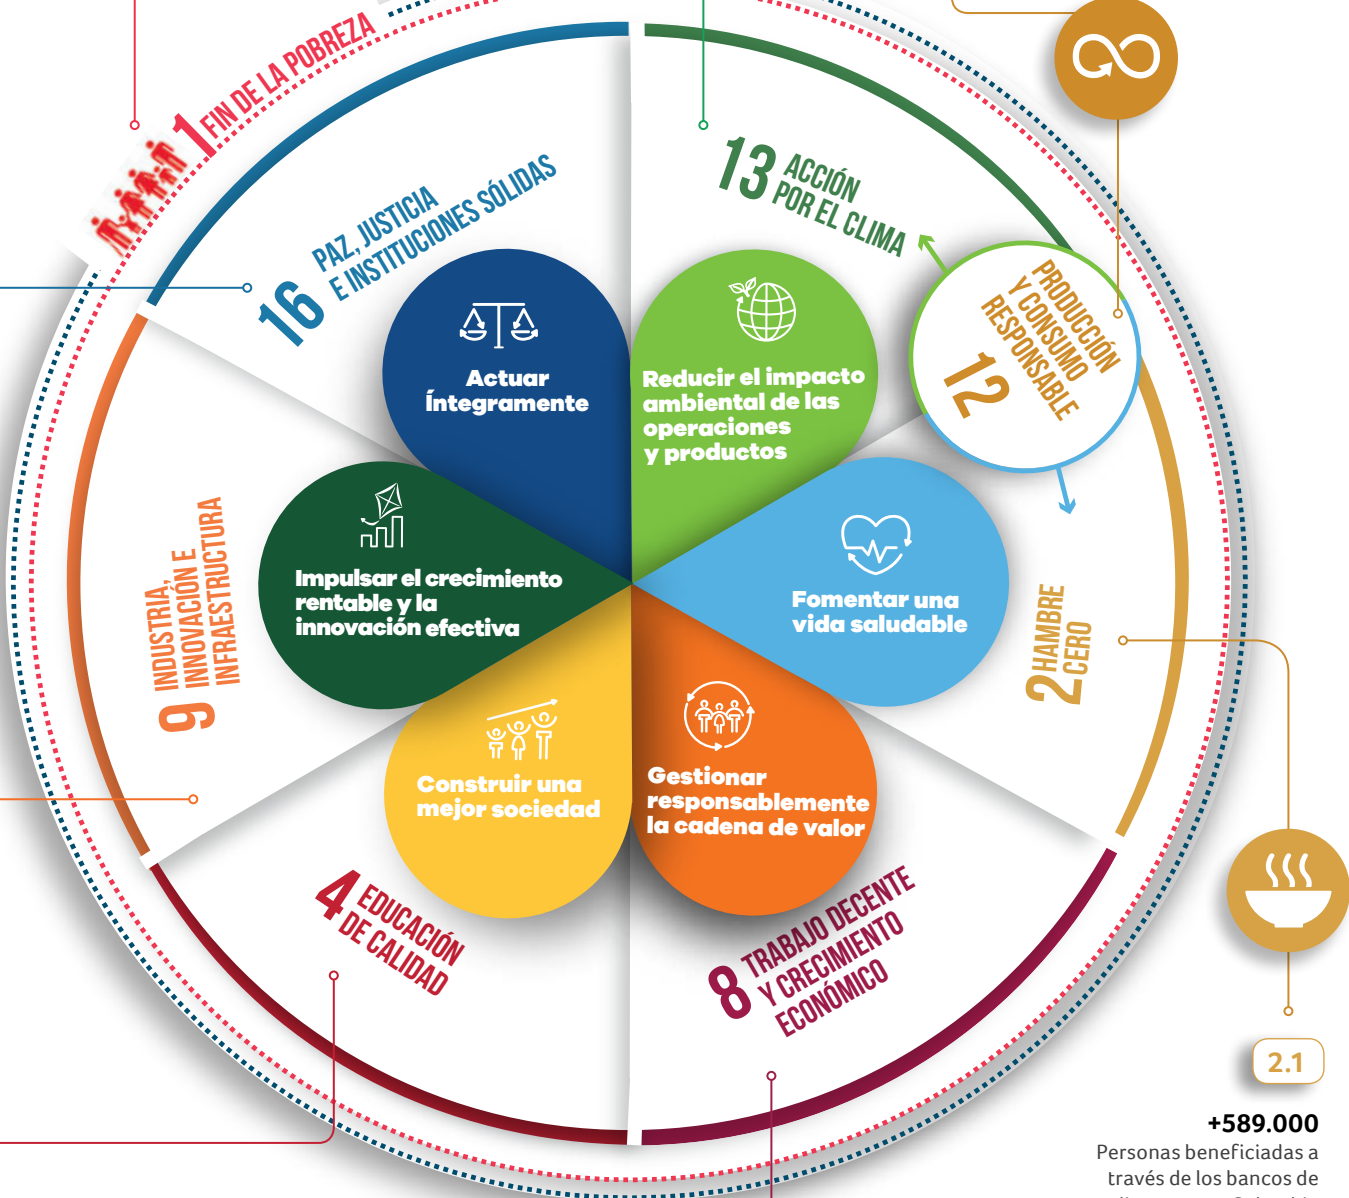 1 FIN DE LA POBREZA
16 PAZ, JUSTICIA
E INSTITUCIONES SÓLIDAS
13 ACCIÓN
POR EL CLIMA
PRODUCCIÓN
Y CONSUMO
RESPONSABLE
12
Actuar
Íntegramente
Reducir el impacto
ambiental de las
operaciones
y productos
Impulsar el crecimiento
rentable y la
innovación efectiva
Fomentar una
vida saludable
9 INDUSTRIA,
INNOVACIÓN E
INFRAESTRUCTURA
2 HAMBRE
CERO
Construir una
mejor sociedad
Gestionar
responsablemente
la cadena de valor
4 EDUCACIÓN
DE CALIDAD
8 TRABAJO DECENTE
Y CRECIMIENTO
ECONÓMICO
2.1
+589.000
Personas beneficiadas a
través de los bancos de